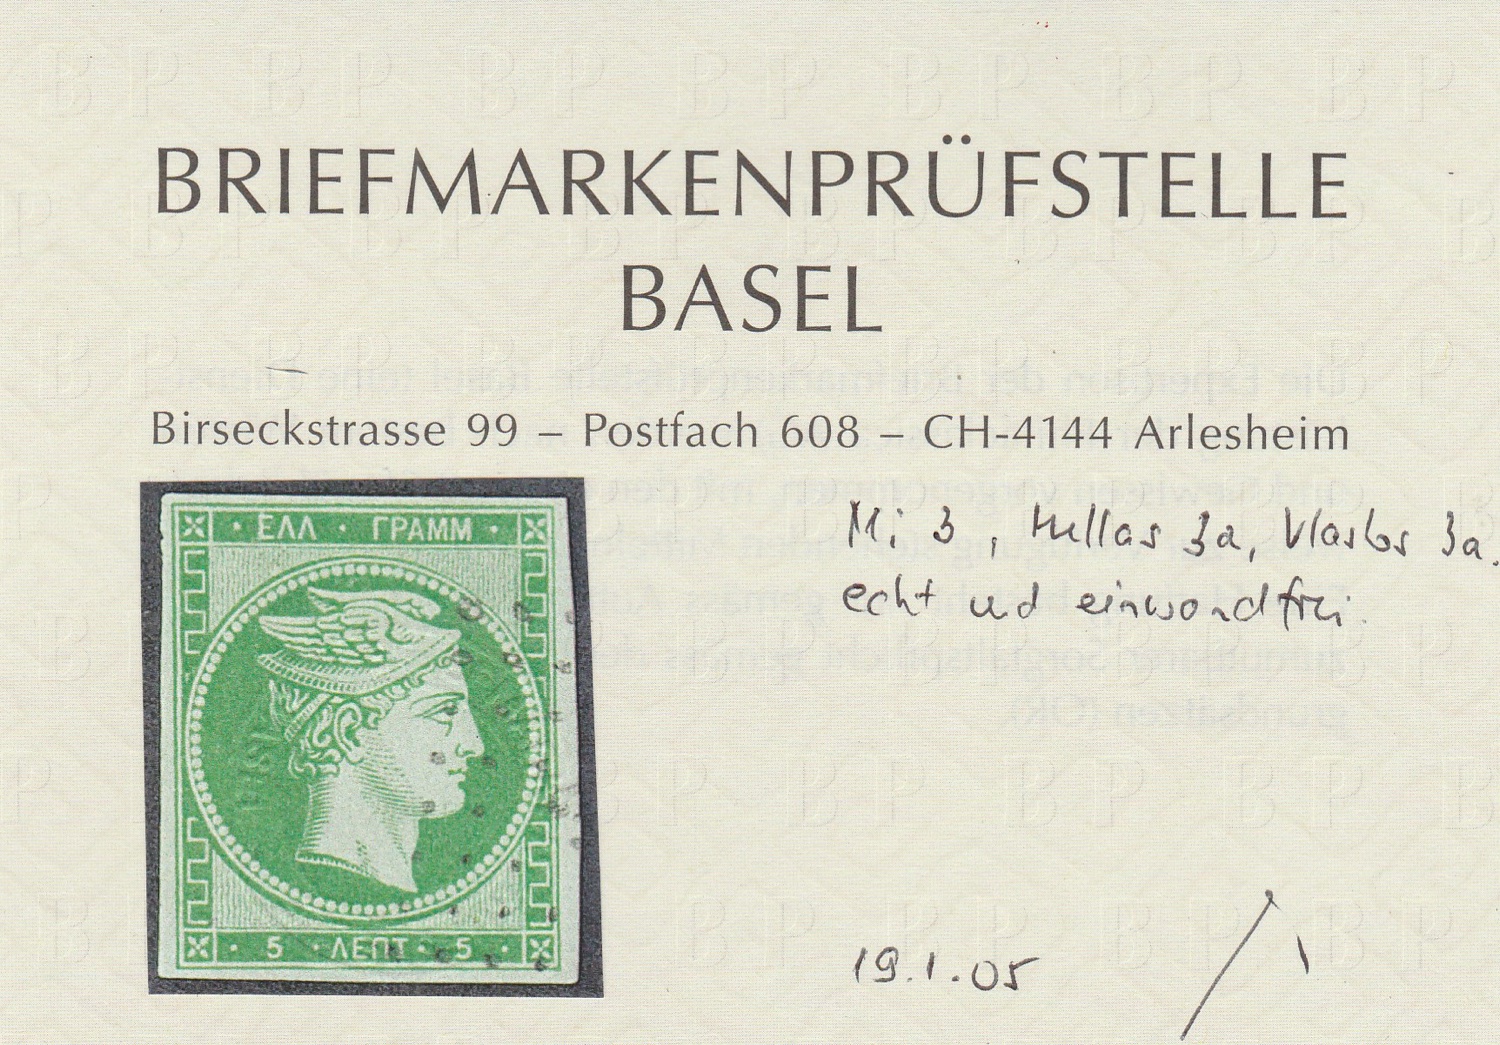 BRIEFMARKENPRÜFSTELLE
BASEL
Birseckstrasse 99 – Postfach 608 – CH-4144 Arlesheim
· ΕΛΛ · ΓΡΑΜΜ ·
· 5 · ΛΕΠΤ · 5 ·
Mi 3, Hellas 3a, Vlastos 3a.
echt und einwandfrei.
19.1.05